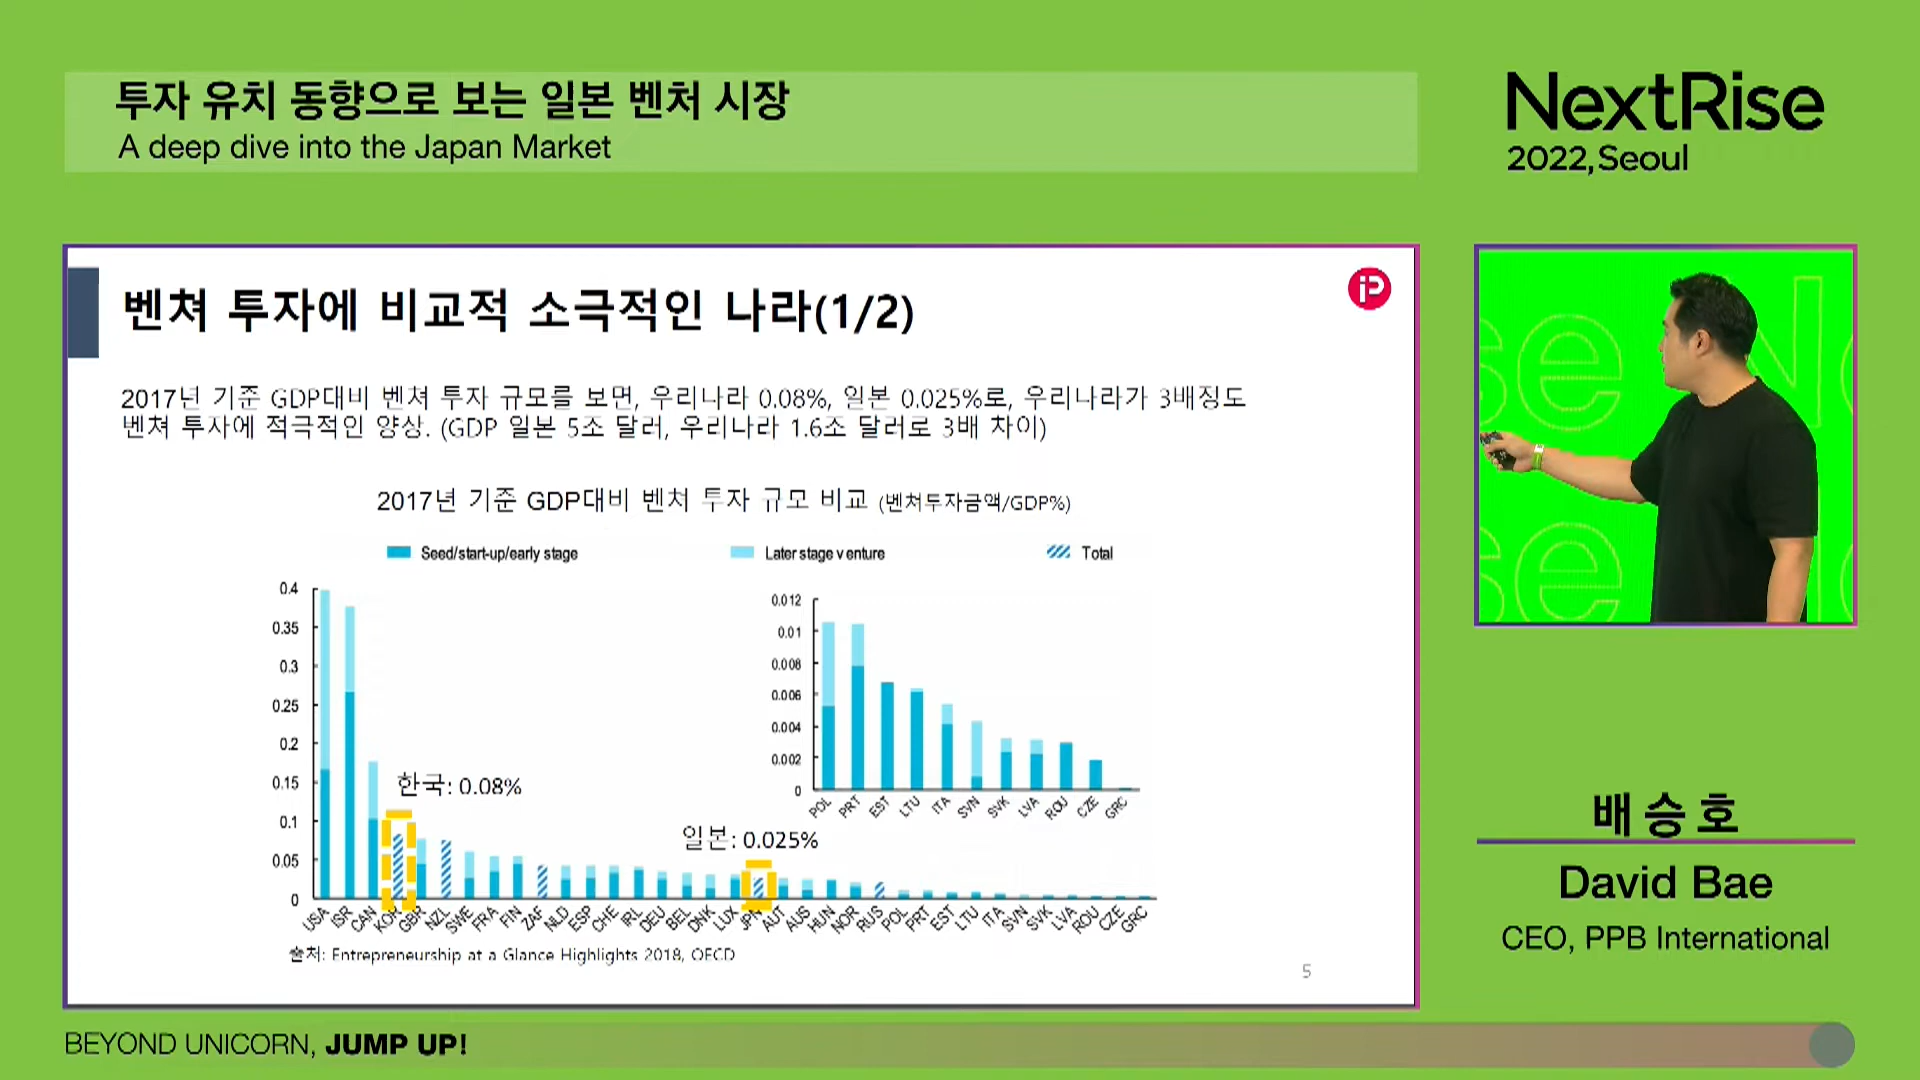 투자 유치 동향으로 보는 일본 벤처 시장
A deep dive into the Japan Market
NextRise
2022, Seoul
벤쳐 투자에 비교적 소극적인 나라(1/2)
iP
2017년 기준 GDP대비 벤쳐 투자 규모를 보면, 우리나라 0.08%, 일본 0.025%로, 우리나라가 3배정도
벤쳐 투자에 적극적인 양상. (GDP 일본 5조 달러, 우리나라 1.6조 달러로 3배 차이)
2017년 기준 GDP대비 벤쳐 투자 규모 비교 (벤쳐투자금액/GDP%)
Seed/start-up/early stage
Later stage venture
Total
0.4
0.35
0.3
0.25
0.2
0.15
0.1
0.05
0
한국: 0.08%
일본: 0.025%
USA ISR CAN KOR GBR NZL SWE FRA FIN ZAF NLD ESP CHE IRL DEU BEL DNK LUX JPN AUT AUS HUN NOR RUS POL PRT EST LTU ITA SVN SVK LVA ROU CZE GRC
0.012
0.01
0.008
0.006
0.004
0.002
0
POL PRT EST LTU ITA SVN SVK LVA ROU CZE GRC
출처: Entrepreneurship at a Glance Highlights 2018, OECD
5
배승호
David Bae
CEO, PPB International
BEYOND UNICORN, JUMP UP!